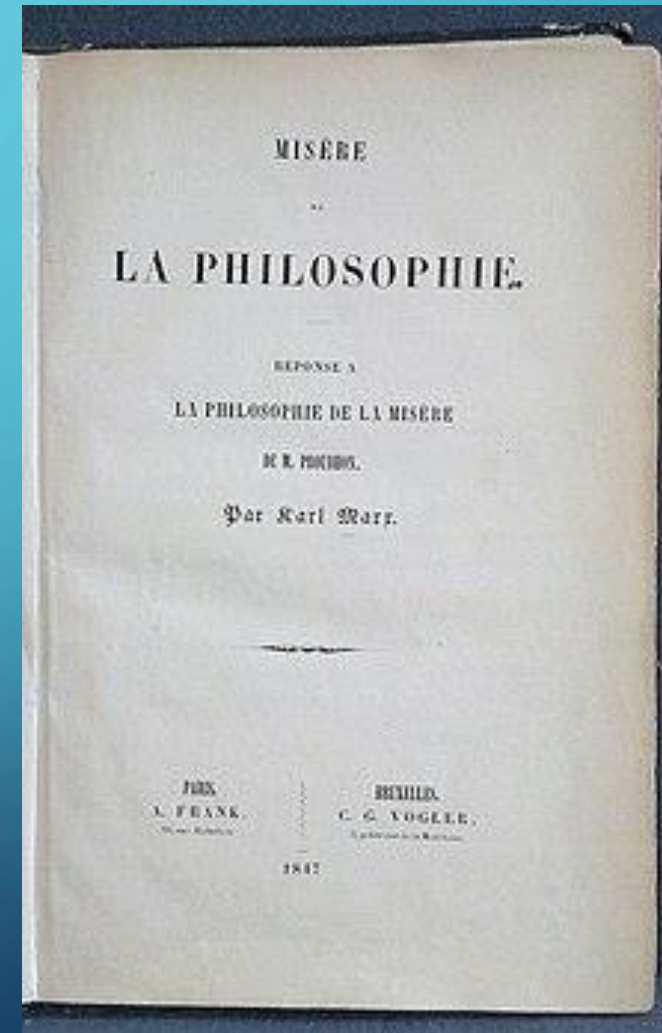 MISÈRE
DE
LA PHILOSOPHIE.
RÉPONSE A
LA PHILOSOPHIE DE LA MISÈRE
DE M. PROUDHON.
Par Karl Marx.
PARIS.
A. FRANK.
BRUXELLES.
C. G. VOGLER.
1847